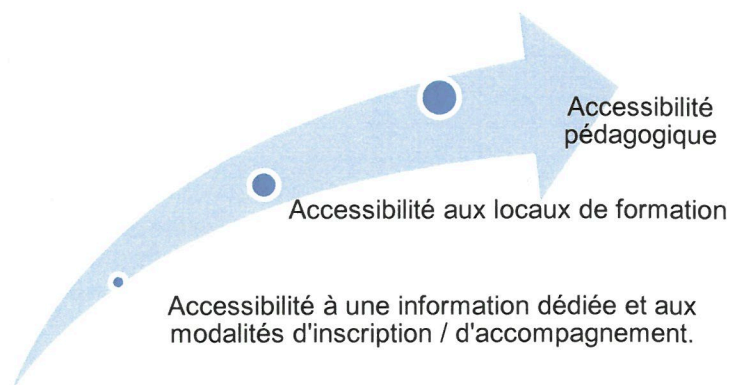 Accessibilité
pédagogique
Accessibilité aux locaux de formation
Accessibilité à une information dédiée et aux
modalités d'inscription / d'accompagnement.